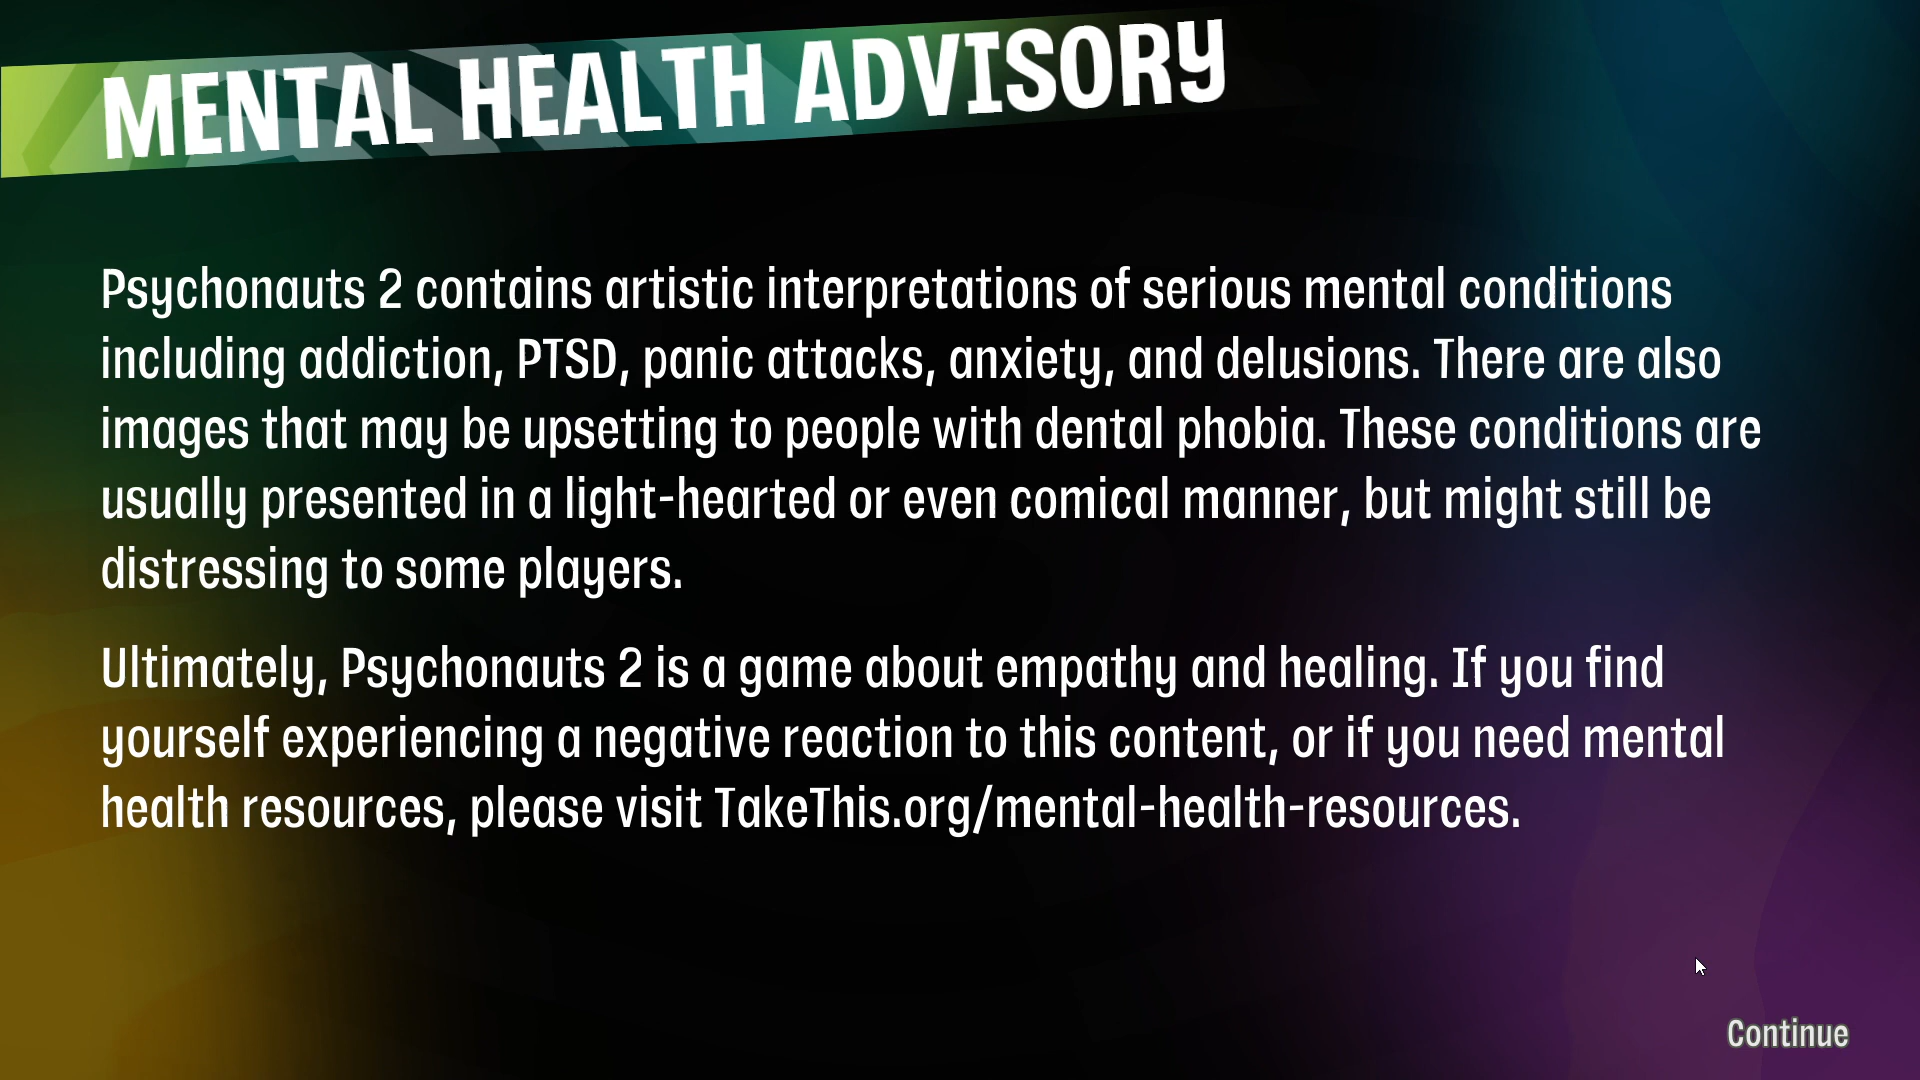 MENTAL HEALTH ADVISORY
Psychonauts 2 contains artistic interpretations of serious mental conditions
including addiction, PTSD, panic attacks, anxiety, and delusions. There are also
images that may be upsetting to people with dental phobia. These conditions are
usually presented in a light-hearted or even comical manner, but might still be
distressing to some players.
Ultimately, Psychonauts 2 is a game about empathy and healing. If you find
yourself experiencing a negative reaction to this content, or if you need mental
health resources, please visit TakeThis.org/mental-health-resources.
Continue